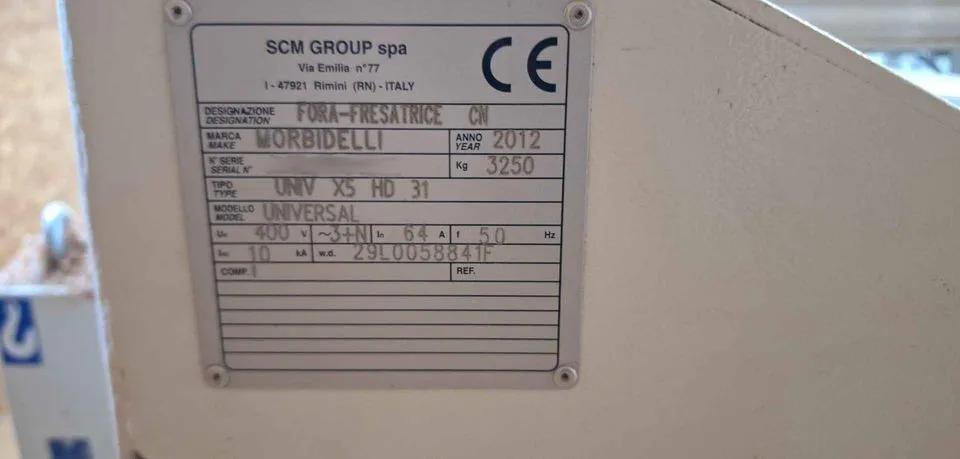 SCM GROUP spa
Via Emilia n°77
I - 47921 Rimini (RN) - ITALY
CE
DESIGNAZIONE
DESIGNATION
FORA-FRESATRICE CN
MARCA
MAKE
MORBIDELLI
ANNO
YEAR
2012
N° SERIE
SERIAL N°
Kg 3250
TIPO
TYPE
UNIV X5 HD 31
MODELLO
MODEL
UNIVERSAL
Un 400 V ~3+N In 64 A f 50 Hz
Icc 10 kA w.d. 29L0058841F
COMP. REF.